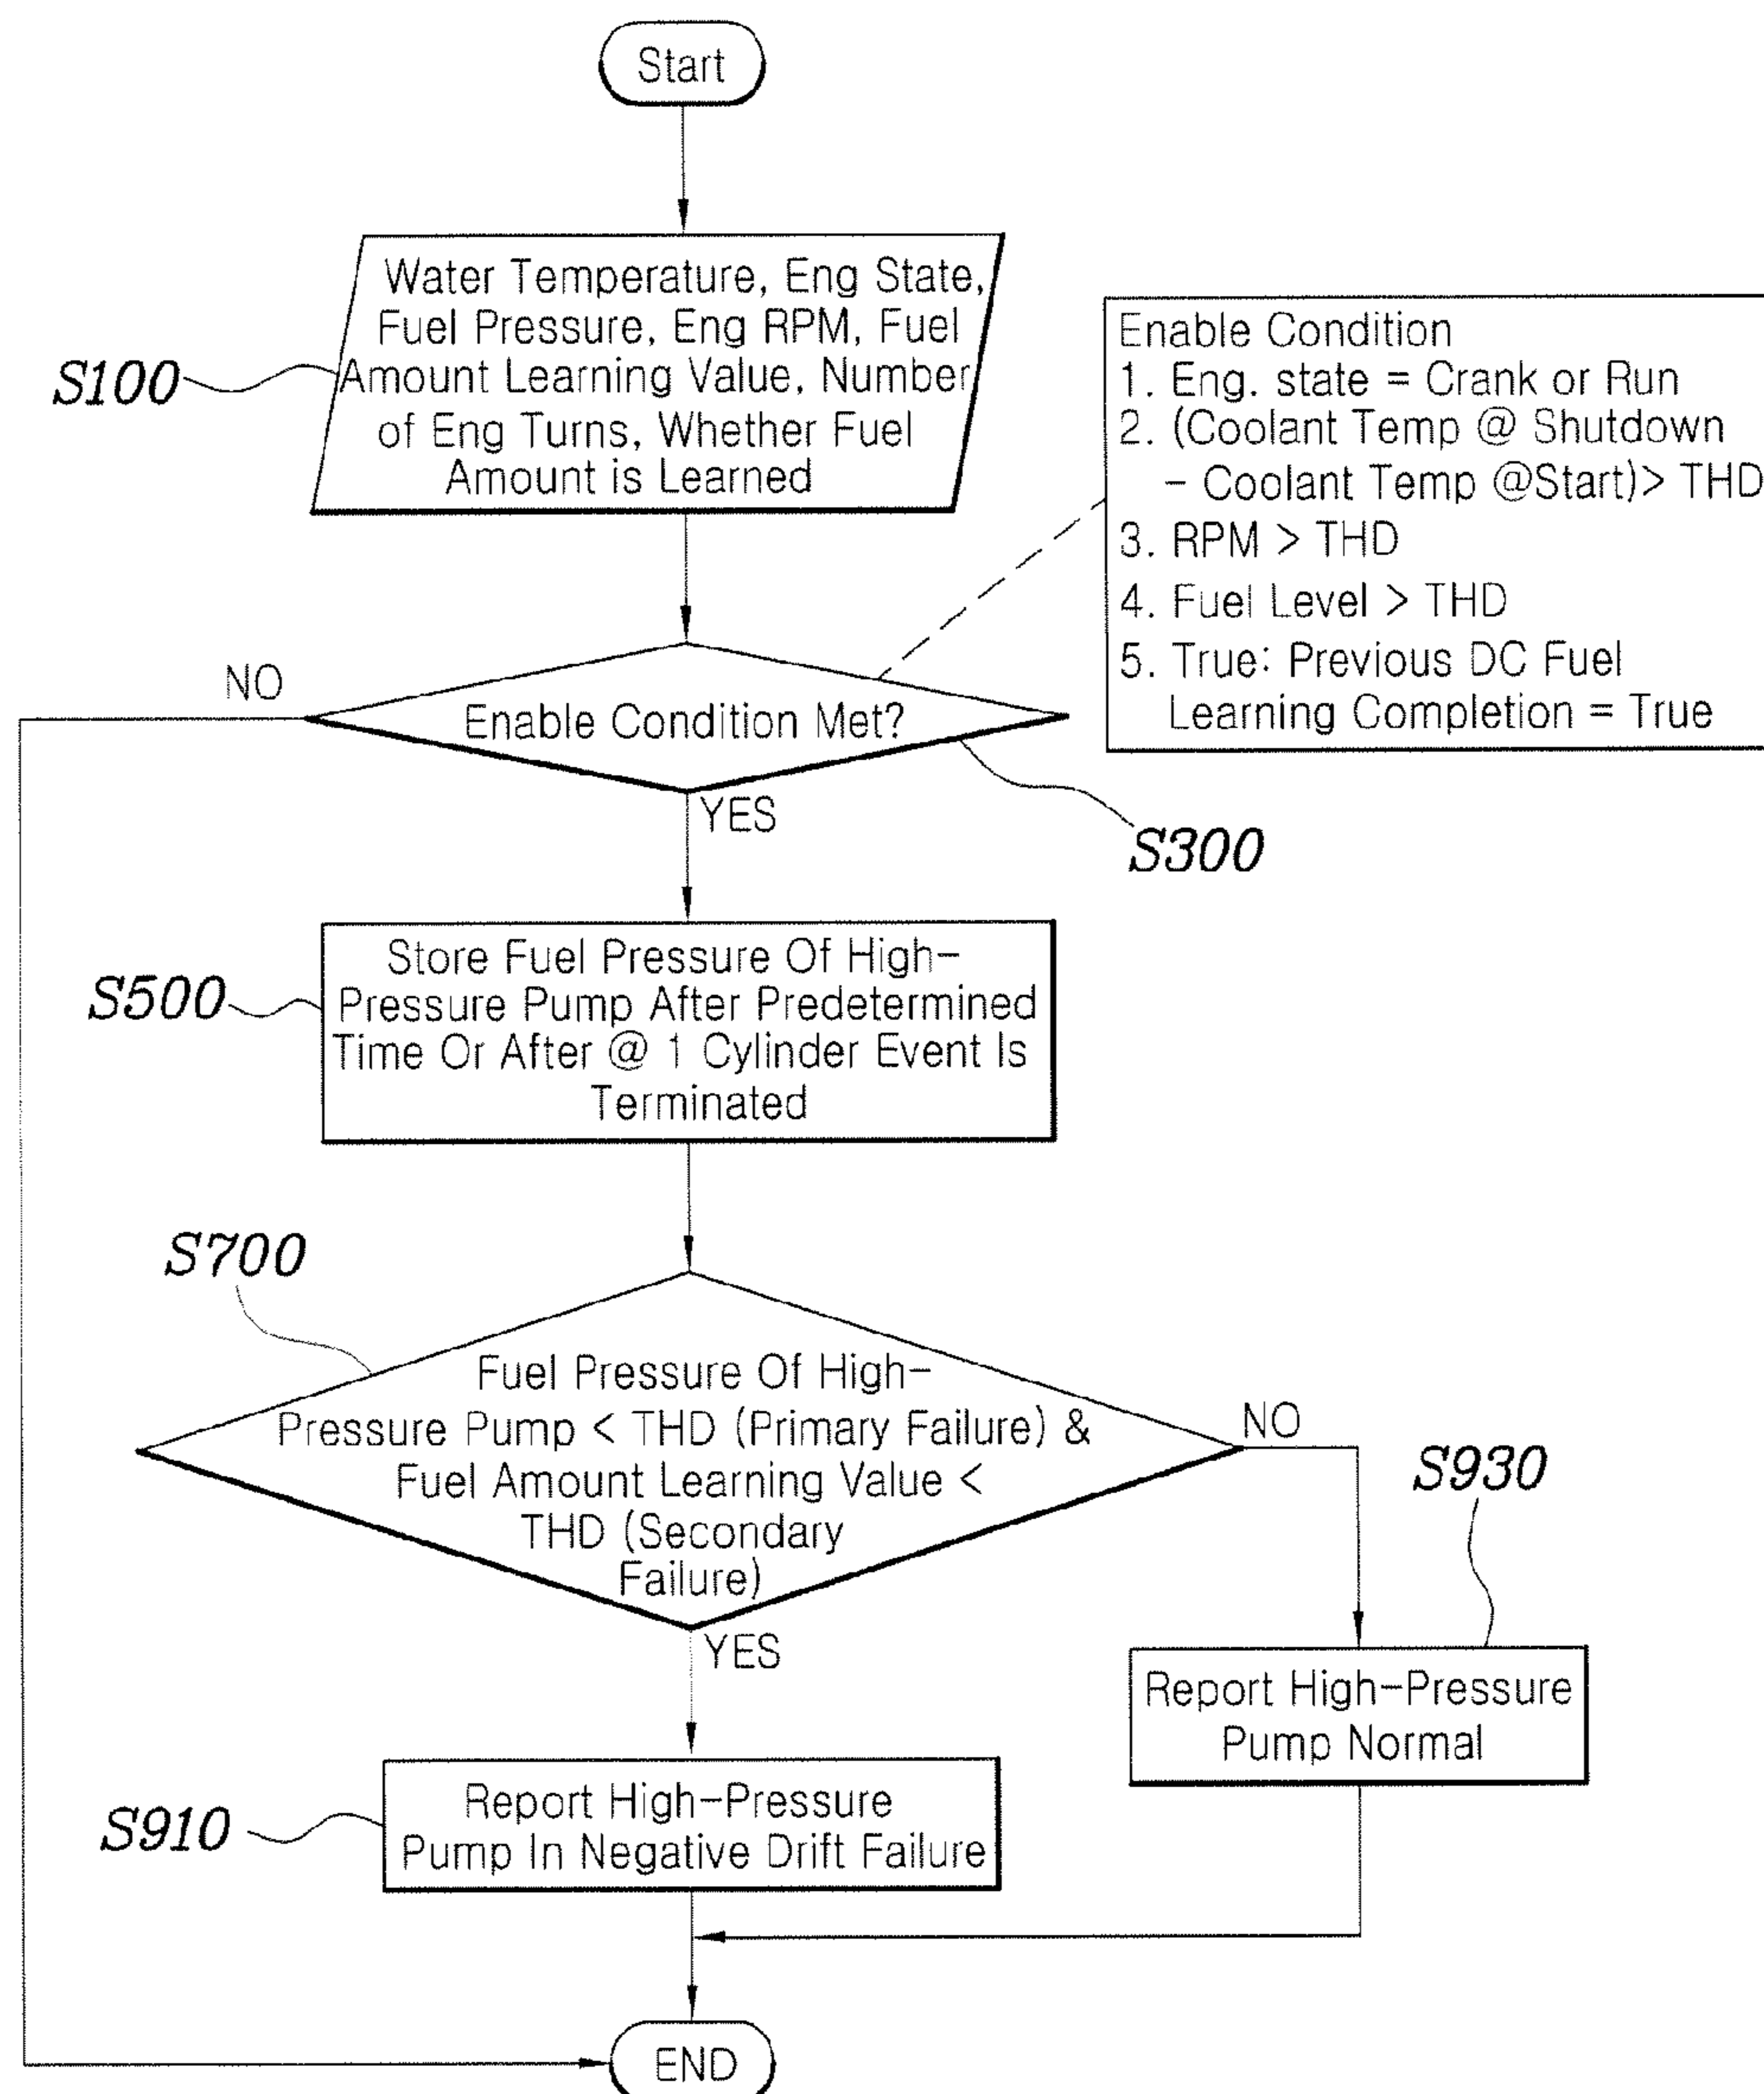 Start
Water Temperature, Eng State,
Fuel Pressure, Eng RPM, Fuel
Amount Learning Value, Number
of Eng Turns, Whether Fuel
Amount is Learned
S100
Enable Condition
1. Eng. state = Crank or Run
2. (Coolant Temp @ Shutdown
- Coolant Temp @Start)> THD
3. RPM > THD
4. Fuel Level > THD
5. True: Previous DC Fuel
Learning Completion = True
NO
Enable Condition Met?
YES
S300
Store Fuel Pressure Of High-
Pressure Pump After Predetermined
Time Or After @ 1 Cylinder Event Is
Terminated
S500
S700
Fuel Pressure Of High-
Pressure Pump < THD (Primary Failure) &
Fuel Amount Learning Value <
THD (Secondary
Failure)
NO
S930
YES
Report High-Pressure
Pump Normal
Report High-Pressure
Pump In Negative Drift Failure
S910
END